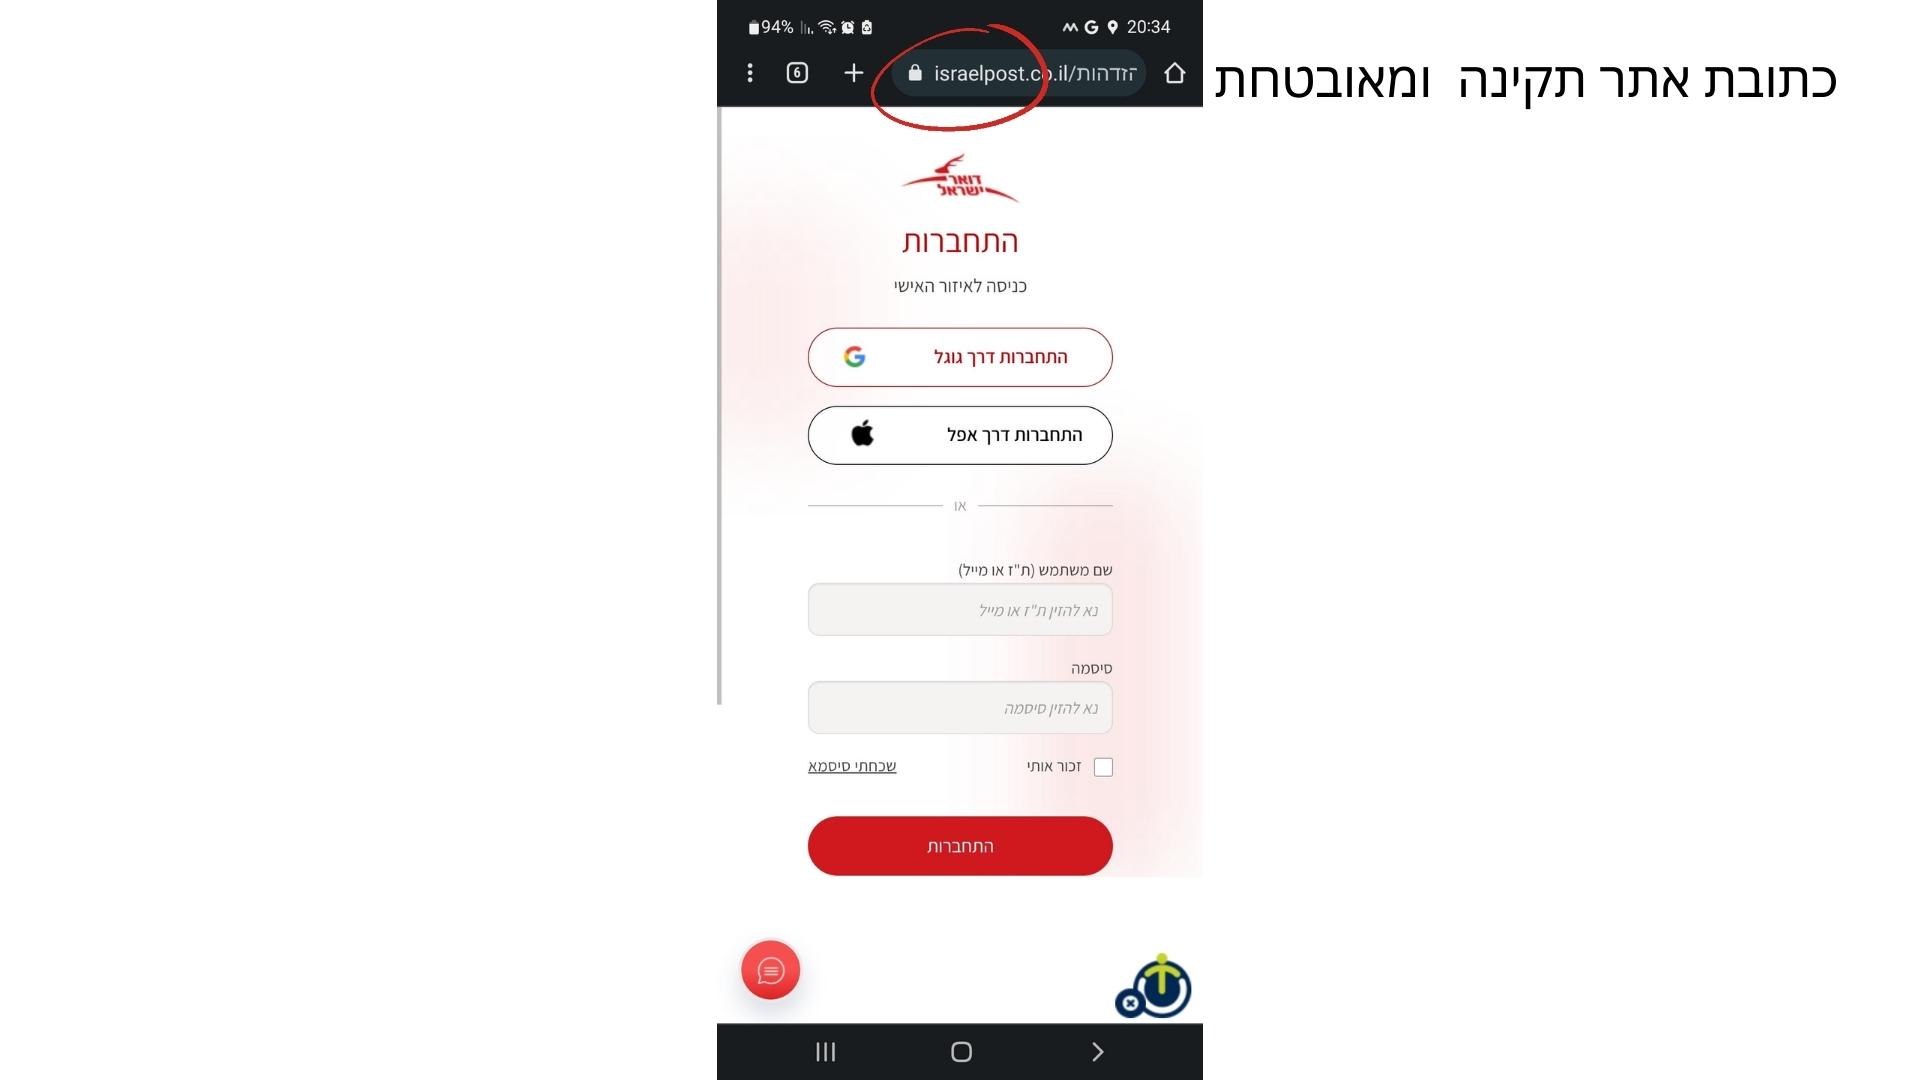 94%
20:34
6
israelpost.co.il/הזדהות
כתובת אתר תקינה ומאובטחת
דואר
ישראל
התחברות
כניסה לאיזור האישי
התחברות דרך גוגל
התחברות דרך אפל
או
שם משתמש (ת"ז או מייל)
נא להזין ת"ז או מייל
סיסמה
נא להזין סיסמה
זכור אותי
שכחתי סיסמא
התחברות